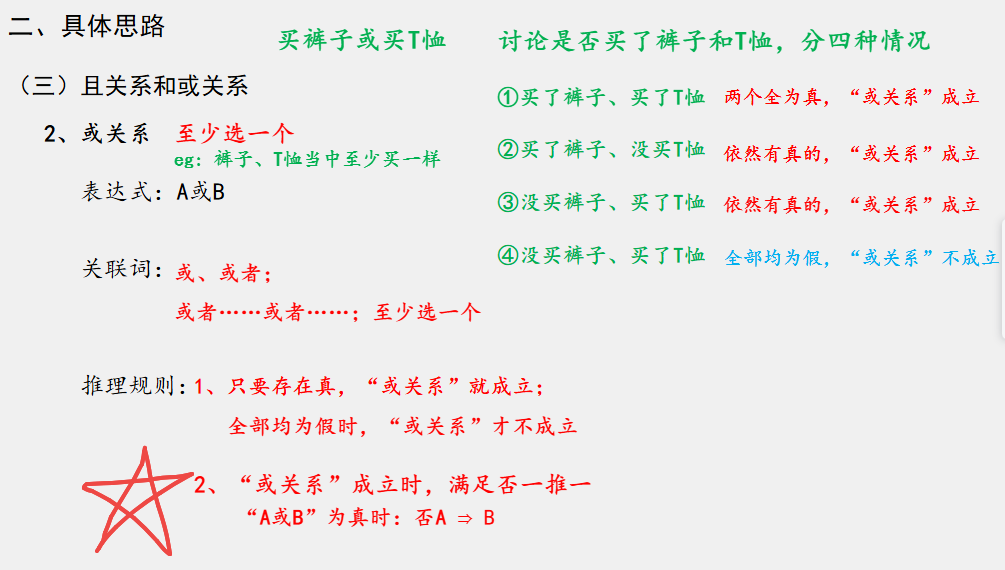 二、具体思路
买裤子或买T恤
讨论是否买了裤子和T恤，分四种情况
（三）且关系和或关系
①买了裤子、买了T恤 两个全为真，“或关系”成立
2、或关系 至少选一个
eg：裤子、T恤当中至少买一样
②买了裤子、没买T恤 依然有真的，“或关系”成立
表达式：A或B
③没买裤子、买了T恤 依然有真的，“或关系”成立
④没买裤子、买了T恤 全部均为假，“或关系”不成立
关联词：或、或者；
或者……或者……；至少选一个
推理规则：1、只要存在真，“或关系”就成立；
全部均为假时，“或关系”才不成立
2、“或关系”成立时，满足否一推一
“A或B”为真时：否A ⇒ B